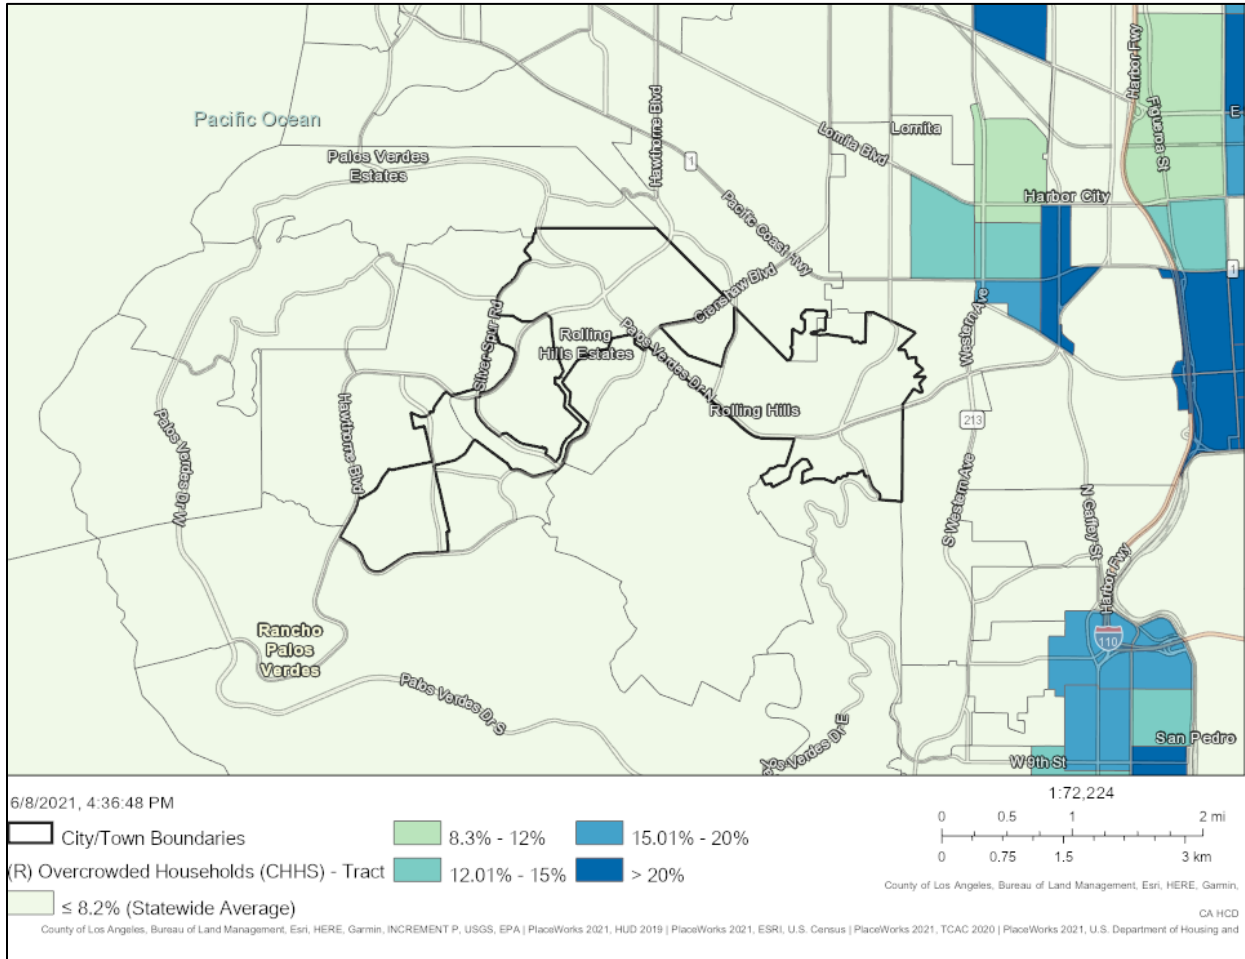 Pacific Ocean
Palos Verdes
Estates
Hawthorne Blvd
1
Pacific Coast Hwy
Lomita Blvd
Lomita
Harbor Fwy
Figueroa St
E
Harbor City
1
Crenshaw Blvd
Silver Spur Rd
Rolling
Hills Estates
Palos Verdes Dr N
Rolling Hills
Western Ave
213
Palos Verdes Dr W
Hawthorne Blvd
S Western Ave
N Gaffey St
Harbor Fwy
110
Rancho
Palos
Verdes
Palos Verdes Dr S
Verdes Dr E
San Pedro
W 9th St
6/8/2021, 4:36:48 PM
City/Town Boundaries
(R) Overcrowded Households (CHHS) - Tract
≤ 8.2% (Statewide Average)
8.3% - 12%
12.01% - 15%
15.01% - 20%
> 20%
1:72,224
0 0.5 1 2 mi
0 0.75 1.5 3 km
County of Los Angeles, Bureau of Land Management, Esri, HERE, Garmin,
CA HCD
County of Los Angeles, Bureau of Land Management, Esri, HERE, Garmin, INCREMENT P, USGS, EPA | PlaceWorks 2021, HUD 2019 | PlaceWorks 2021, ESRI, U.S. Census | PlaceWorks 2021, TCAC 2020 | PlaceWorks 2021, U.S. Department of Housing and